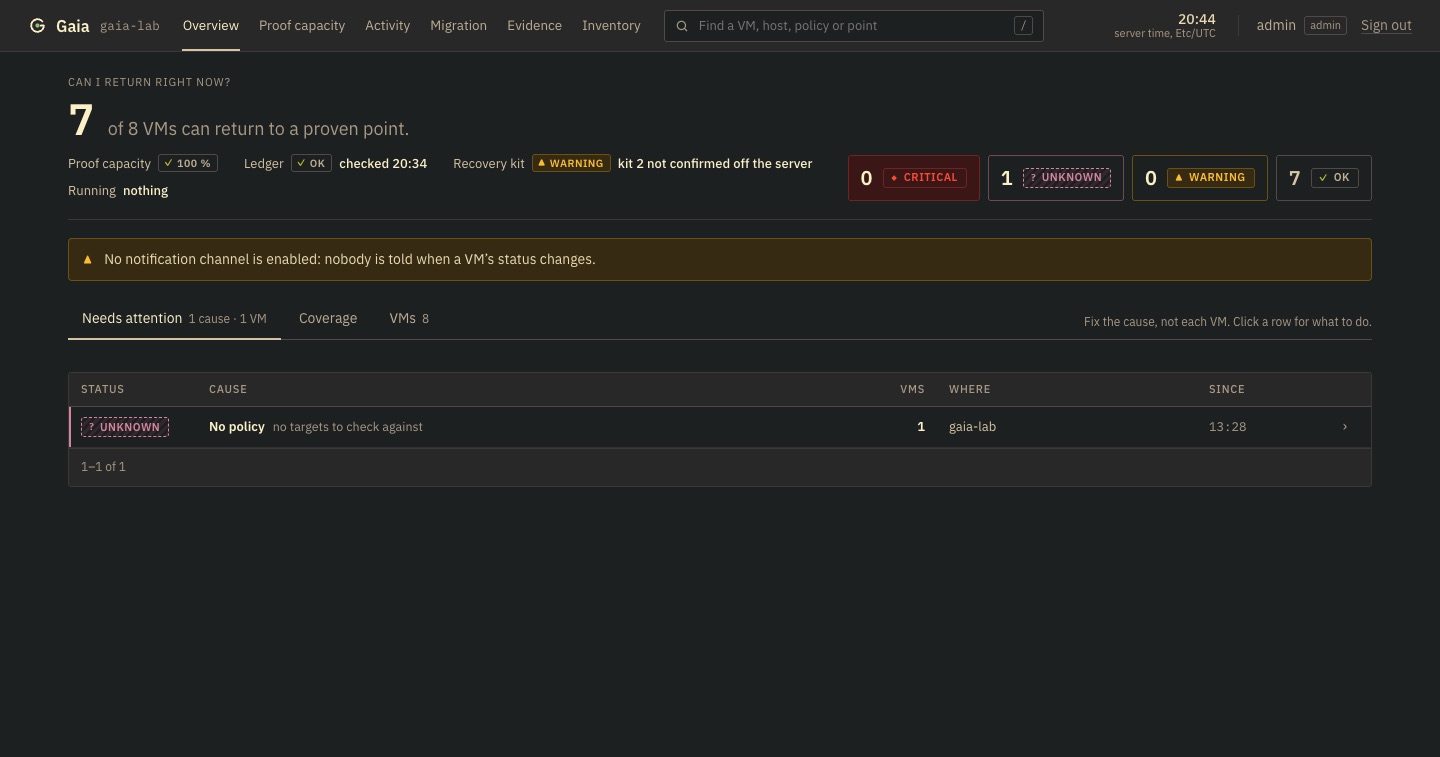 Gaia gaia-lab Overview Proof capacity Activity Migration Evidence Inventory Find a VM, host, policy or point / 20:44 admin admin Sign out
server time, Etc/UTC
CAN I RETURN RIGHT NOW?
7 of 8 VMs can return to a proven point.
Proof capacity ✓ 100 % Ledger ✓ OK checked 20:34 Recovery kit ▲ WARNING kit 2 not confirmed off the server
Running nothing
0 ◆ CRITICAL 1 ? UNKNOWN 0 ▲ WARNING 7 ✓ OK
▲ No notification channel is enabled: nobody is told when a VM’s status changes.
Needs attention 1 cause · 1 VM Coverage VMs 8 Fix the cause, not each VM. Click a row for what to do.
STATUS CAUSE VMS WHERE SINCE
? UNKNOWN No policy no targets to check against 1 gaia-lab 13:28 ›
1–1 of 1